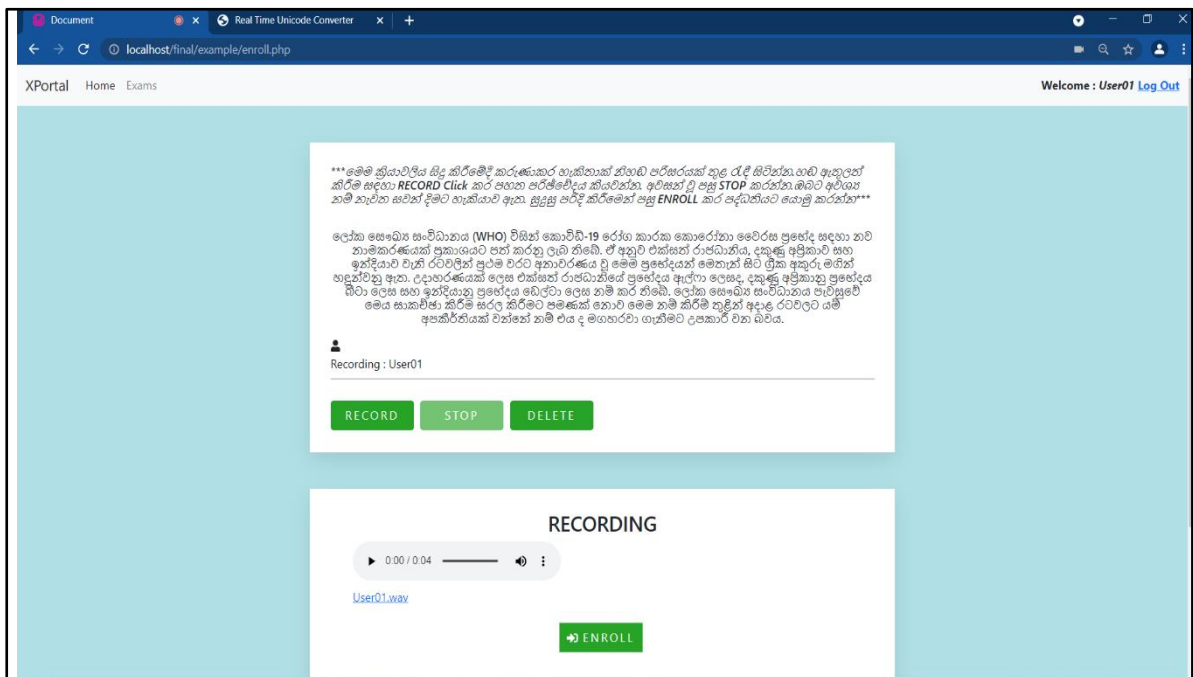 Document
Real Time Unicode Converter
localhost/final/example/enroll.php
XPortal Home Exams
Welcome : User01 Log Out
***මෙම ක්‍රියාවලිය සිදු කිරීමේදී කරුණාකර හැකිතාක් නිහඬ පරිසරයක් තුළ රැඳී සිටින්න.හඬ ඇතුලත්
කිරීම සඳහා RECORD Click කර පහත පරිච්ඡේදය කියවන්න. අවසන් වූ පසු STOP කරන්න.ඔබට අවශ්‍ය
නම් නැවත සවන් දීමට හැකියාව ඇත. සුදුසු පරිදි කිරීමෙන් පසු ENROLL කර පද්ධතියට යොමු කරන්න***
ලෝක සෞඛ්‍ය සංවිධානය (WHO) විසින් කොවිඩ්-19 රෝග කාරක කොරෝනා වෛරස ප්‍රභේද සඳහා නව
නාමකරණයක් ප්‍රකාශයට පත් කරනු ලැබ තිබේ. ඒ අනුව එක්සත් රාජධානිය, දකුණු අප්‍රිකාව සහ
ඉන්දියාව වැනි රටවලින් ප්‍රථම වරට අනාවරණය වූ මෙම ප්‍රභේදයන් මෙතැන් සිට ග්‍රීක අකුරු මගින්
හඳුන්වනු ඇත. උදාහරණයක් ලෙස එක්සත් රාජධානියේ ප්‍රභේදය ඇල්ෆා ලෙසද, දකුණු අප්‍රිකානු ප්‍රභේදය
බීටා ලෙස සහ ඉන්දියානු ප්‍රභේදය ඩෙල්ටා ලෙස නම් කර තිබේ. ලෝක සෞඛ්‍ය සංවිධානය පැවසුවේ
මෙය සාකච්ඡා කිරීම සරල කිරීමට පමණක් නොව මෙම නම් කිරීම් තුළින් අදාළ රටවලට යම්
අපකීර්තියක් වන්නේ නම් එය ද මගහරවා ගැනීමට උපකාරී වන බවය.
Recording : User01
RECORD STOP DELETE
RECORDING
0:00 / 0:04
User01.wav
ENROLL